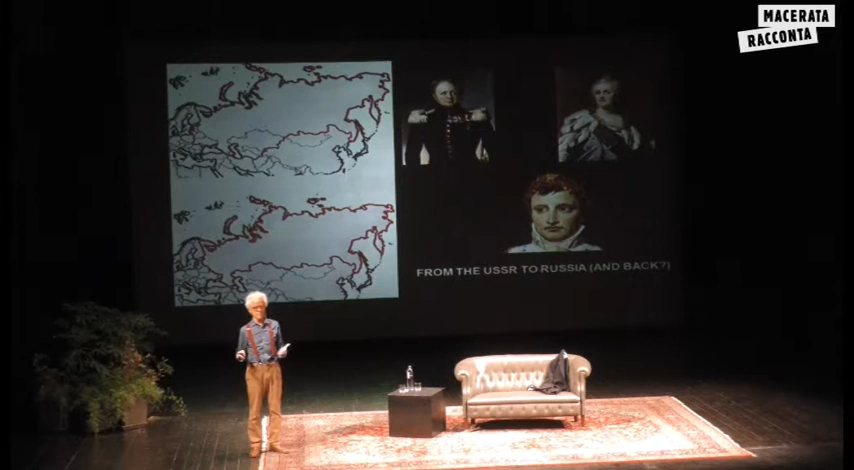 MACERATA
RACCONTA
FROM THE USSR TO RUSSIA (AND BACK?)